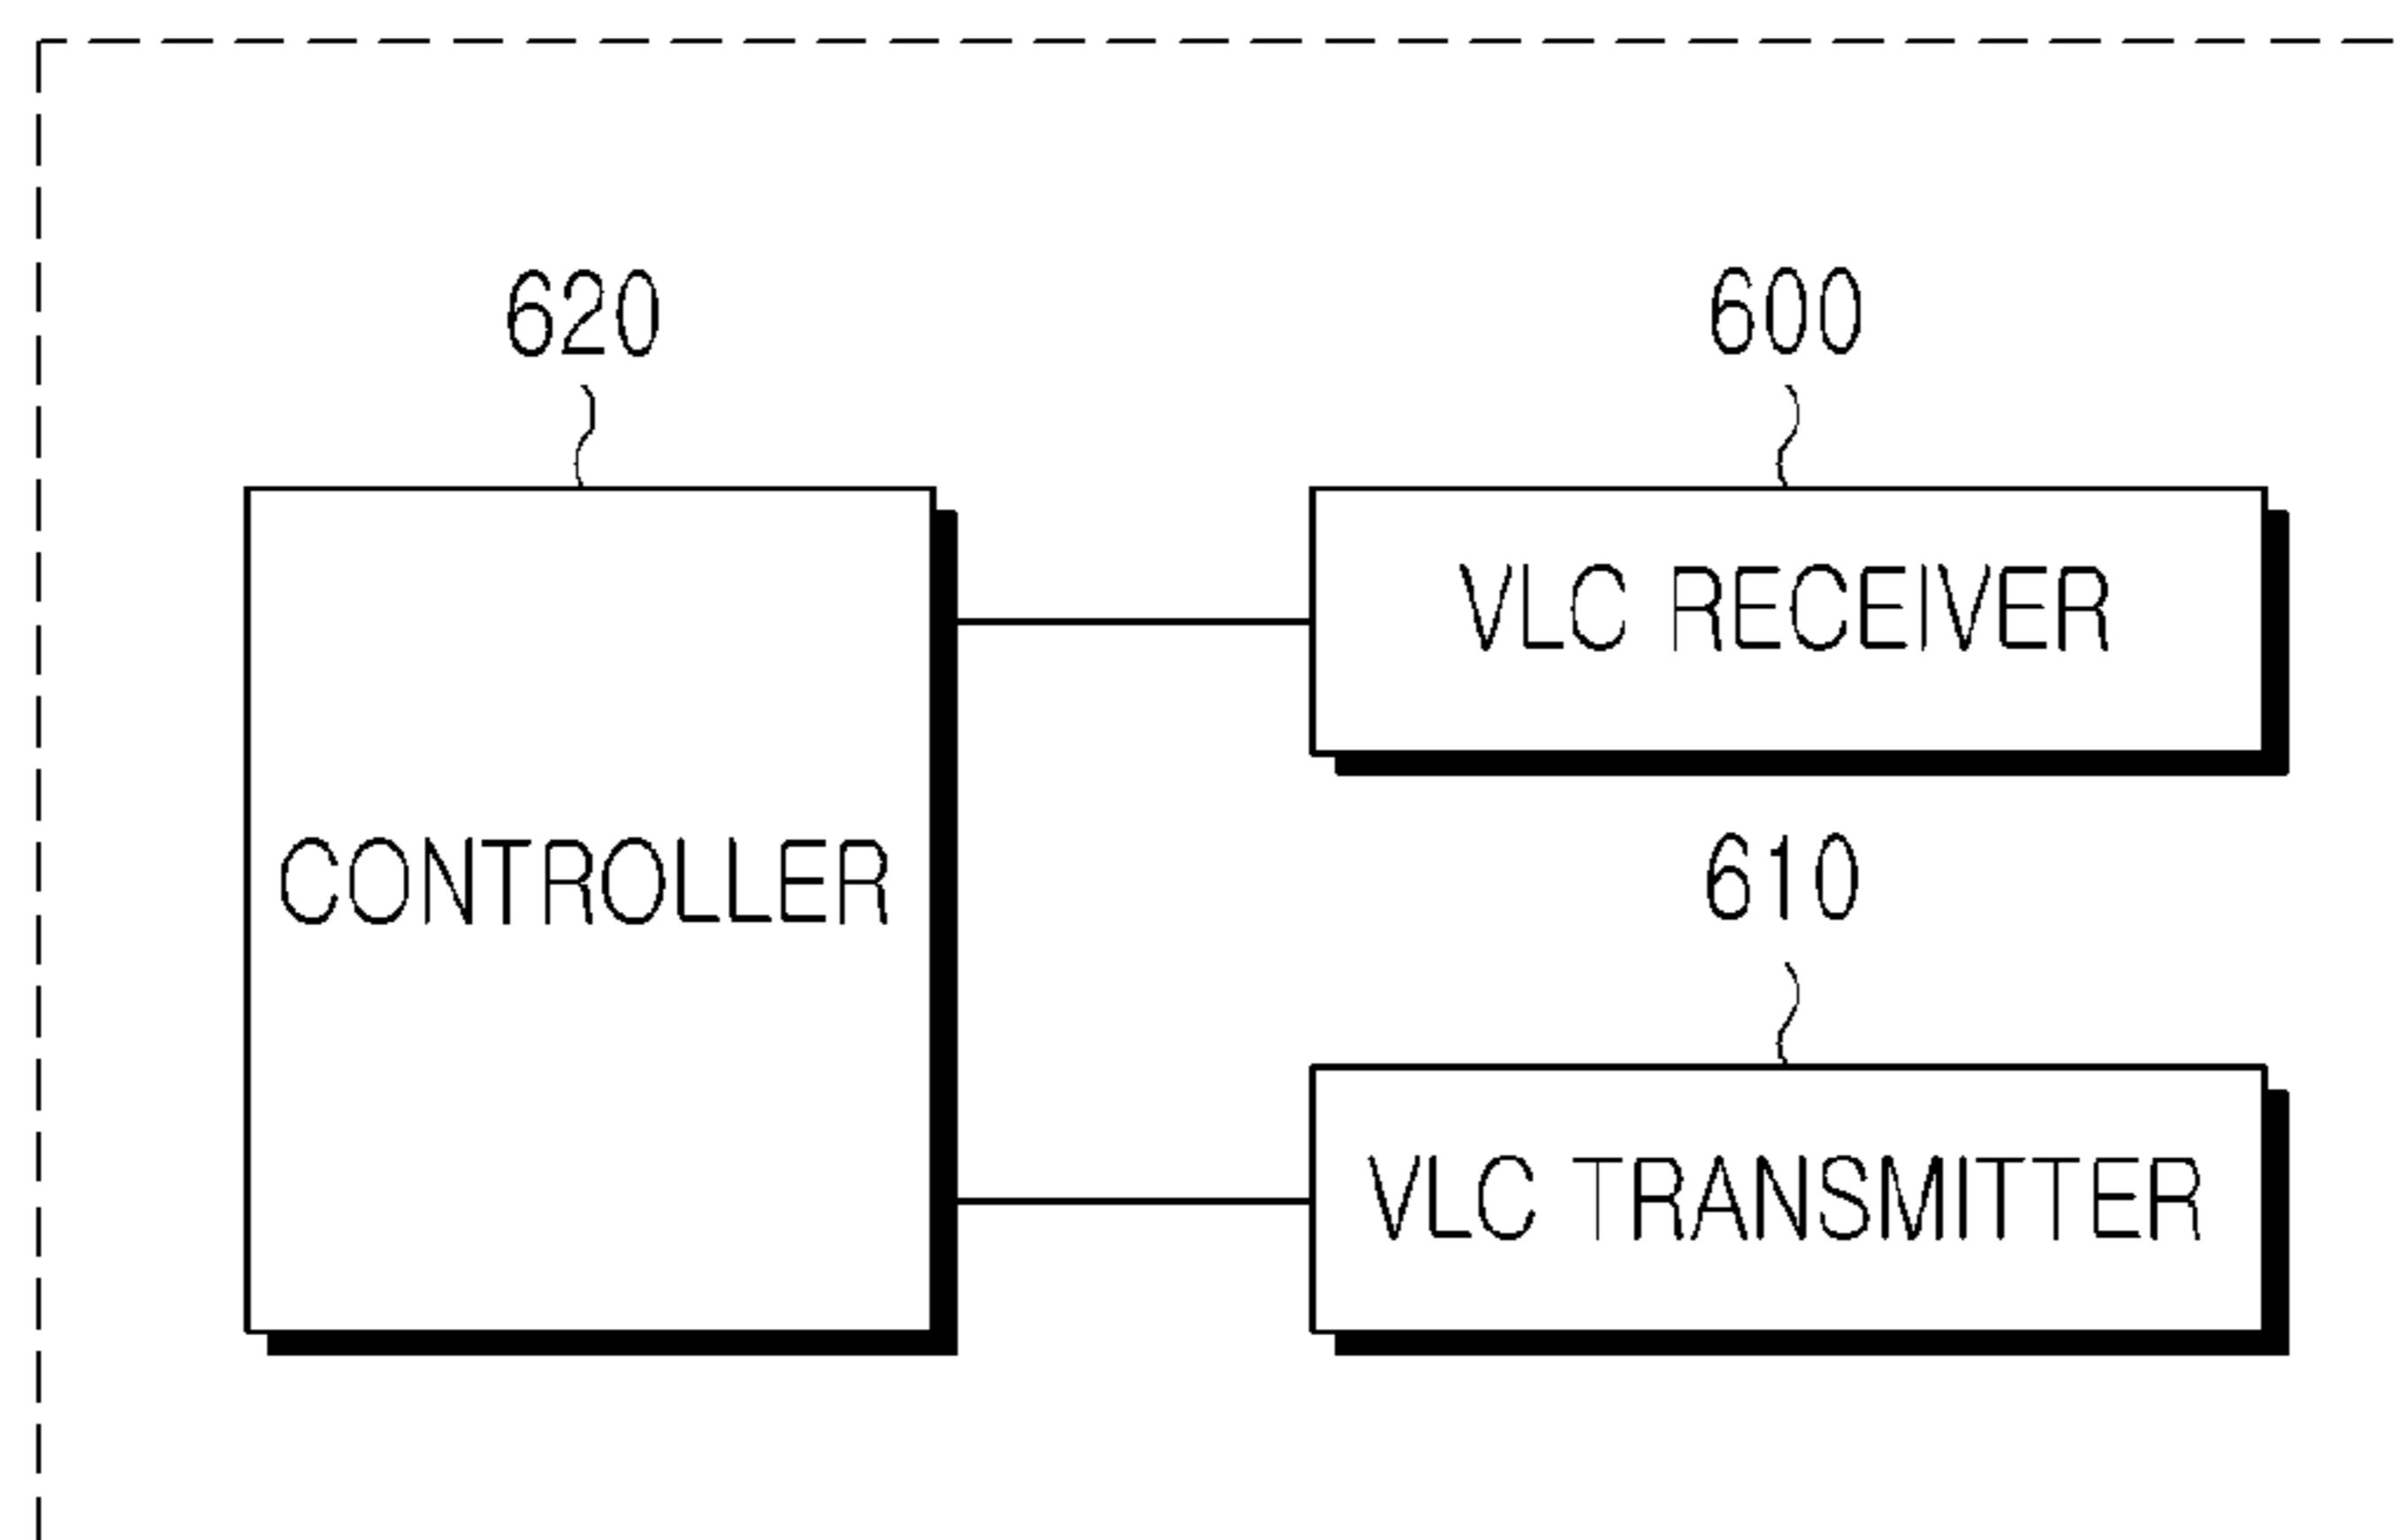 620
600
VLC RECEIVER
CONTROLLER
610
VLC TRANSMITTER